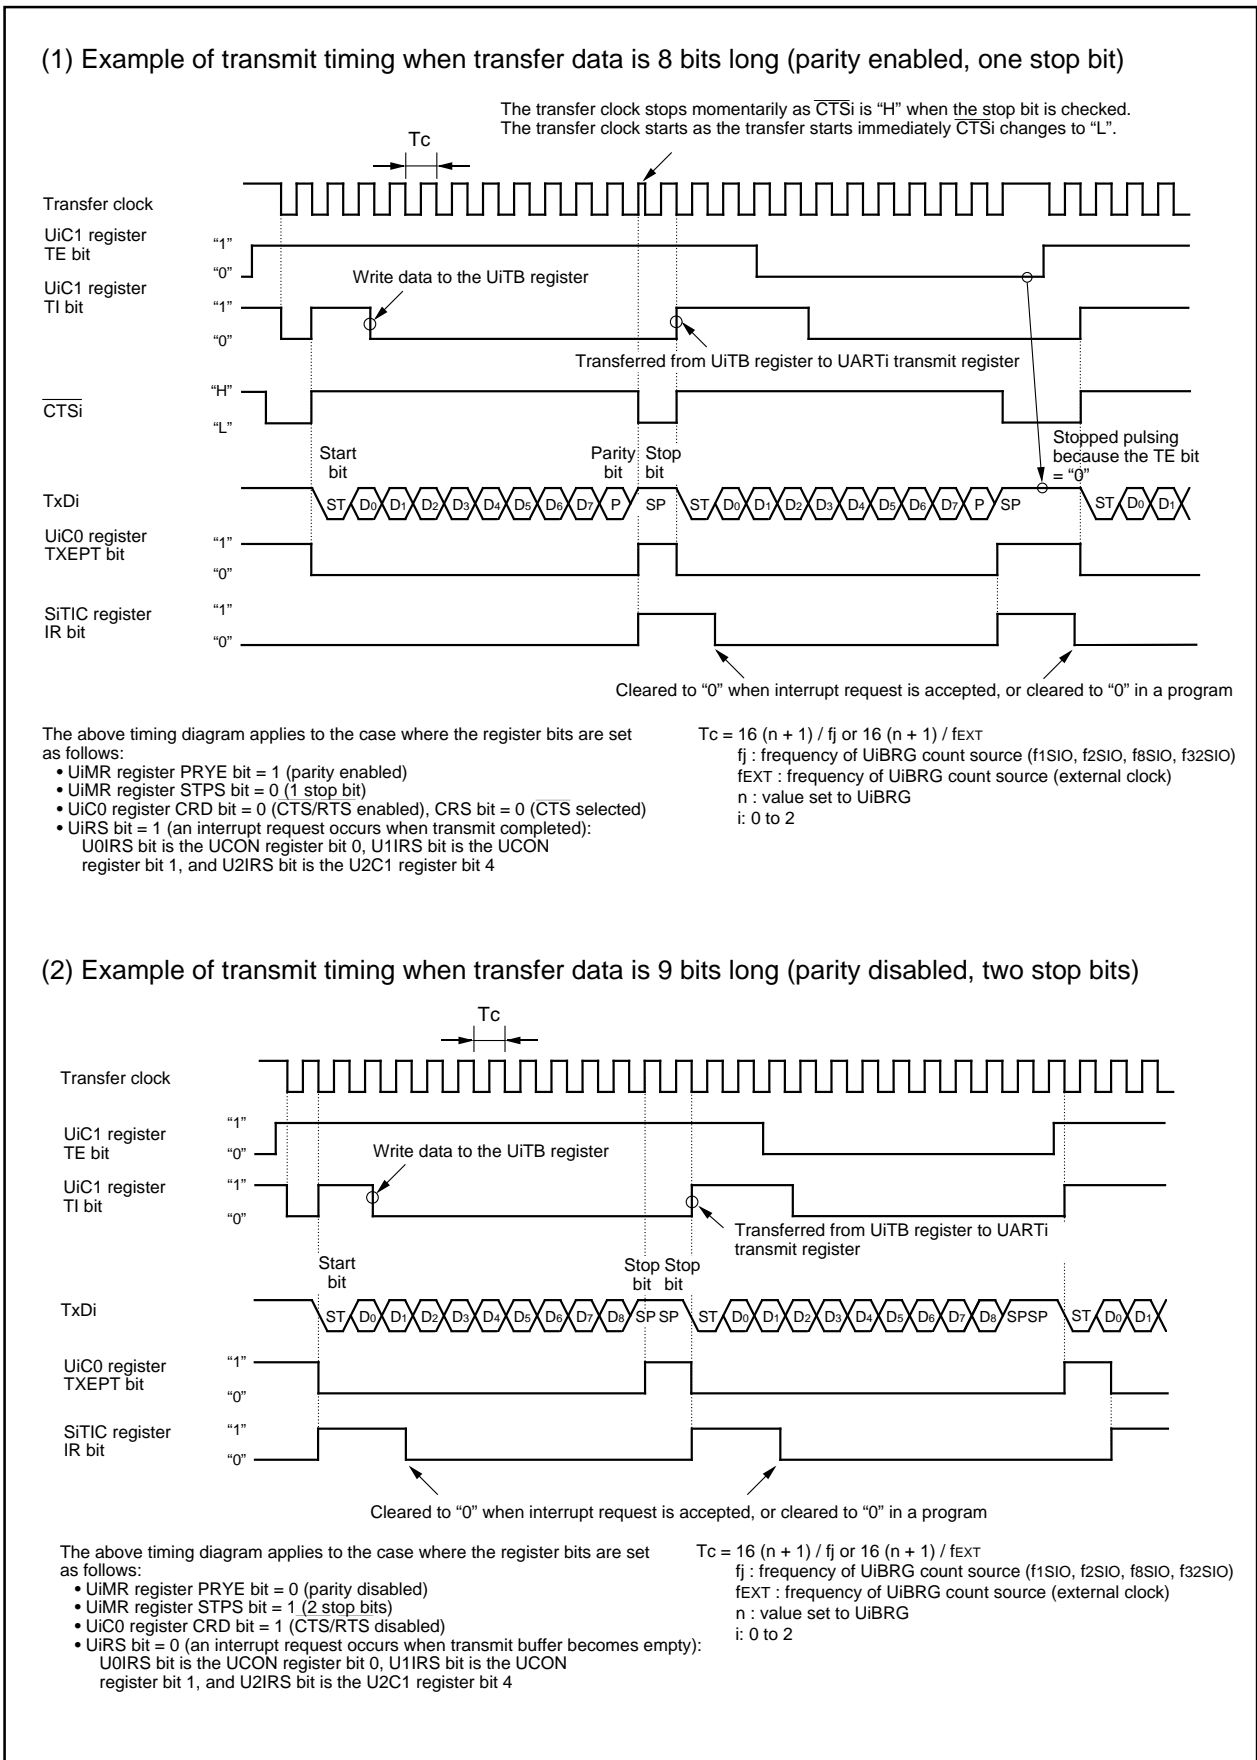 (1) Example of transmit timing when transfer data is 8 bits long (parity enabled, one stop bit)
The transfer clock stops momentarily as CTSi is “H” when the stop bit is checked.
The transfer clock starts as the transfer starts immediately CTSi changes to “L”.
Tc
Transfer clock
UiC1 register
TE bit
“1”
“0”
Write data to the UiTB register
UiC1 register
TI bit
“1”
“0”
Transferred from UiTB register to UARTi transmit register
CTSi
“H”
“L”
Start
bit
Parity
bit
Stop
bit
Stopped pulsing
because the TE bit
= “0”
TxDi
ST D0 D1 D2 D3 D4 D5 D6 D7 P SP ST D0 D1 D2 D3 D4 D5 D6 D7 P SP ST D0 D1
UiC0 register
TXEPT bit
“1”
“0”
SiTIC register
IR bit
“1”
“0”
Cleared to “0” when interrupt request is accepted, or cleared to “0” in a program
The above timing diagram applies to the case where the register bits are set
as follows:
• UiMR register PRYE bit = 1 (parity enabled)
• UiMR register STPS bit = 0 (1 stop bit)
• UiC0 register CRD bit = 0 (CTS/RTS enabled), CRS bit = 0 (CTS selected)
• UiRS bit = 1 (an interrupt request occurs when transmit completed):
U0IRS bit is the UCON register bit 0, U1IRS bit is the UCON
register bit 1, and U2IRS bit is the U2C1 register bit 4
Tc = 16 (n + 1) / fj or 16 (n + 1) / fEXT
fj : frequency of UiBRG count source (f1SIO, f2SIO, f8SIO, f32SIO)
fEXT : frequency of UiBRG count source (external clock)
n : value set to UiBRG
i: 0 to 2
(2) Example of transmit timing when transfer data is 9 bits long (parity disabled, two stop bits)
Tc
Transfer clock
UiC1 register
TE bit
“1”
“0”
Write data to the UiTB register
UiC1 register
TI bit
“1”
“0”
Transferred from UiTB register to UARTi
transmit register
Start
bit
Stop
bit
Stop
bit
TxDi
ST D0 D1 D2 D3 D4 D5 D6 D7 D8 SP SP ST D0 D1 D2 D3 D4 D5 D6 D7 D8 SPSP ST D0 D1
UiC0 register
TXEPT bit
“1”
“0”
SiTIC register
IR bit
“1”
“0”
Cleared to “0” when interrupt request is accepted, or cleared to “0” in a program
The above timing diagram applies to the case where the register bits are set
as follows:
• UiMR register PRYE bit = 0 (parity disabled)
• UiMR register STPS bit = 1 (2 stop bits)
• UiC0 register CRD bit = 1 (CTS/RTS disabled)
• UiRS bit = 0 (an interrupt request occurs when transmit buffer becomes empty):
U0IRS bit is the UCON register bit 0, U1IRS bit is the UCON
register bit 1, and U2IRS bit is the U2C1 register bit 4
Tc = 16 (n + 1) / fj or 16 (n + 1) / fEXT
fj : frequency of UiBRG count source (f1SIO, f2SIO, f8SIO, f32SIO)
fEXT : frequency of UiBRG count source (external clock)
n : value set to UiBRG
i: 0 to 2